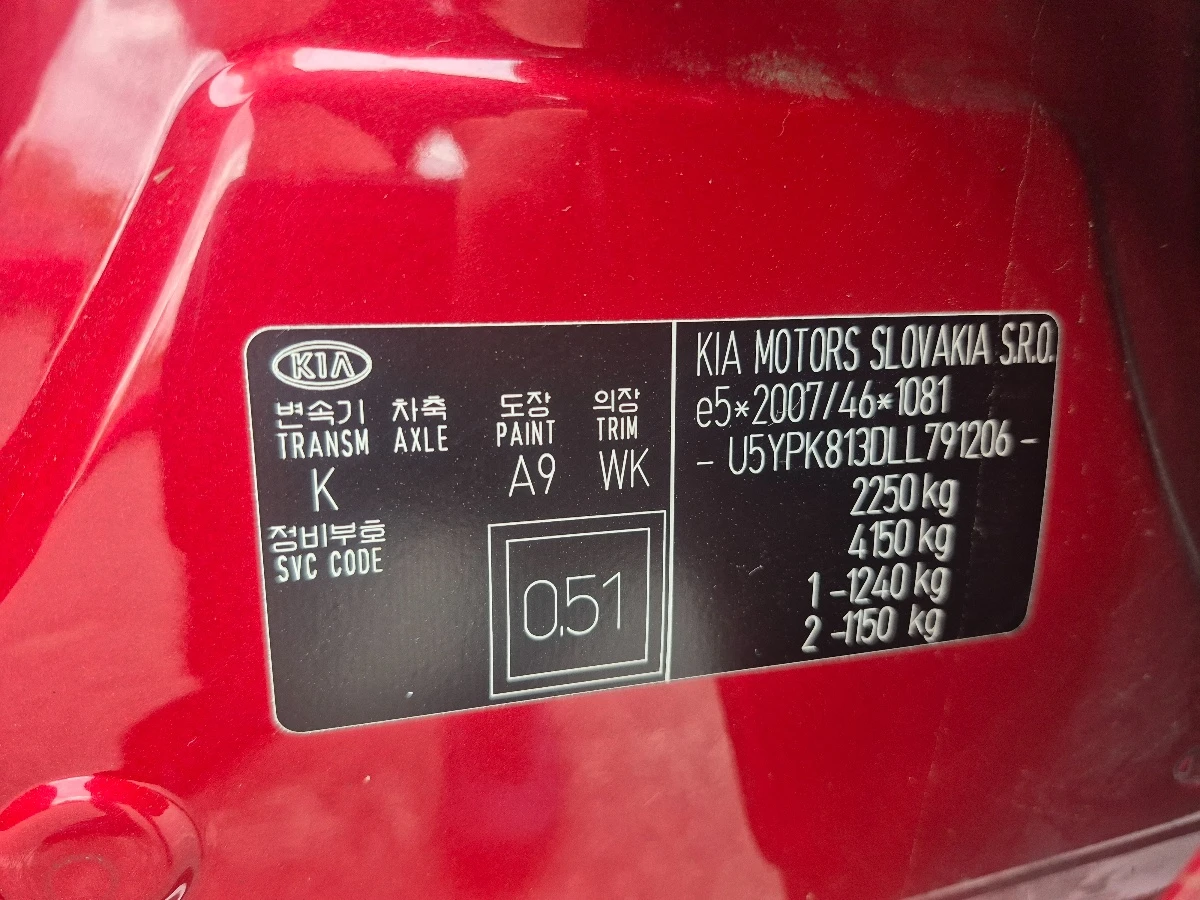 KIA
변속기 차축 도장 의장
TRANSM AXLE PAINT TRIM
K A9 WK
정비부호
SVC CODE
0.51
KIA MOTORS SLOVAKIA S.R.O.
e5*2007/46*1081
- U5YPK813DLL791206 -
2250 kg
4150 kg
1 -1240 kg
2 -1150 kg